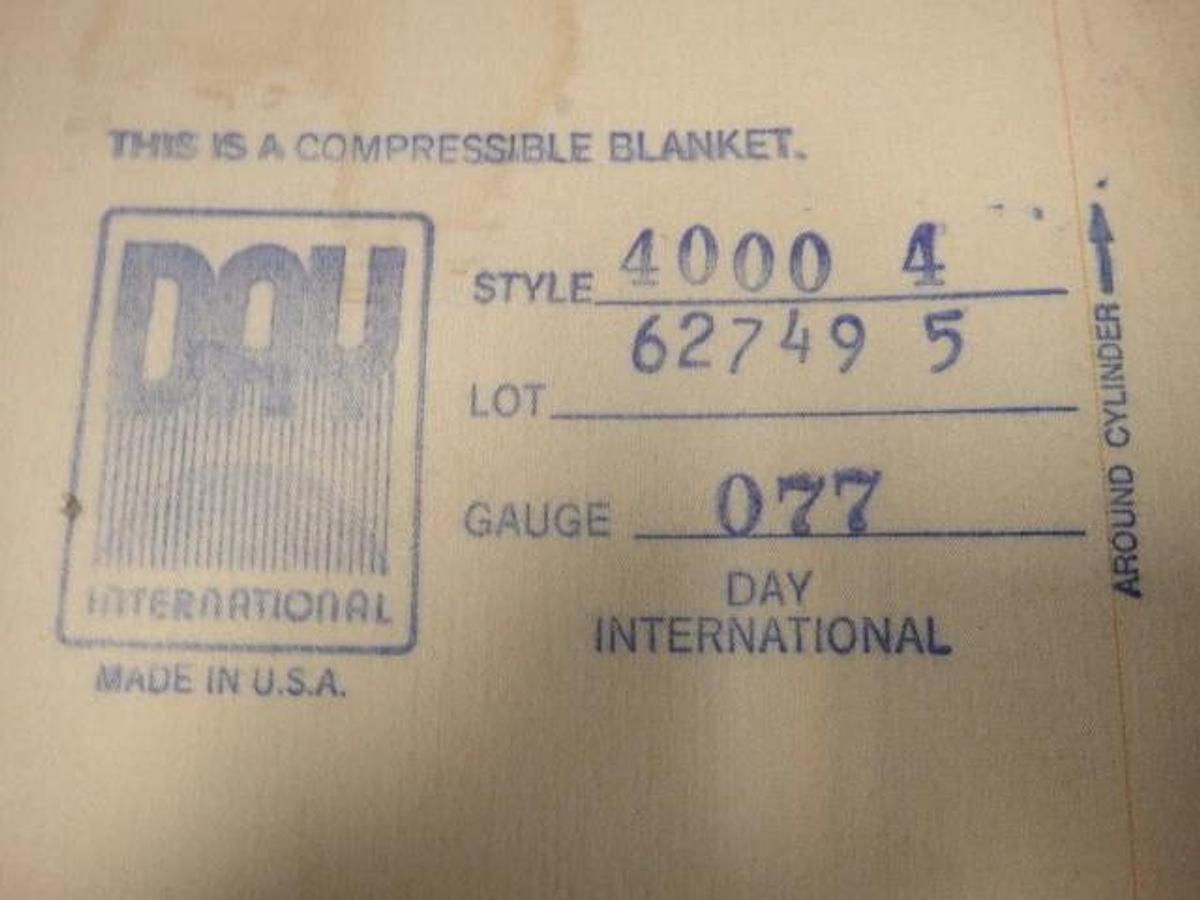 THIS IS A COMPRESSIBLE BLANKET.
DAY
INTERNATIONAL
MADE IN U.S.A.
STYLE 4000 4
62749 5
LOT
GAUGE 077
DAY
INTERNATIONAL
AROUND CYLINDER